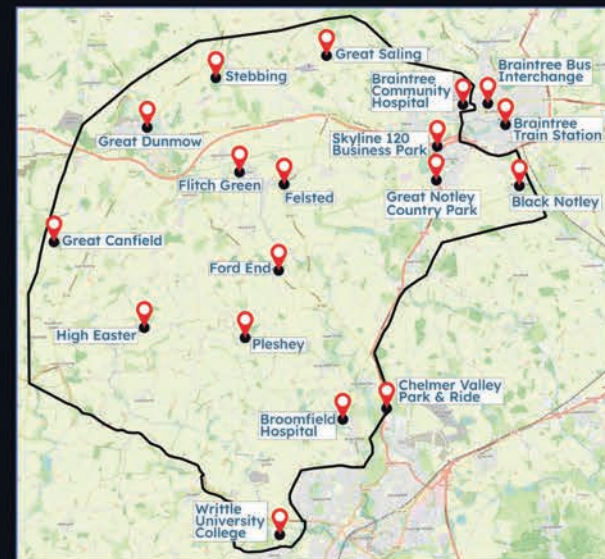 Great Saling
Stebbing
Braintree
Community
Hospital
Braintree Bus
Interchange
Great Dunmow
Skyline 120
Business Park
Braintree
Train Station
Flitch Green
Felsted
Great Notley
Country Park
Black Notley
Great Canfield
Ford End
High Easter
Pleshey
Chelmer Valley
Park & Ride
Broomfield
Hospital
Writtle
University
College